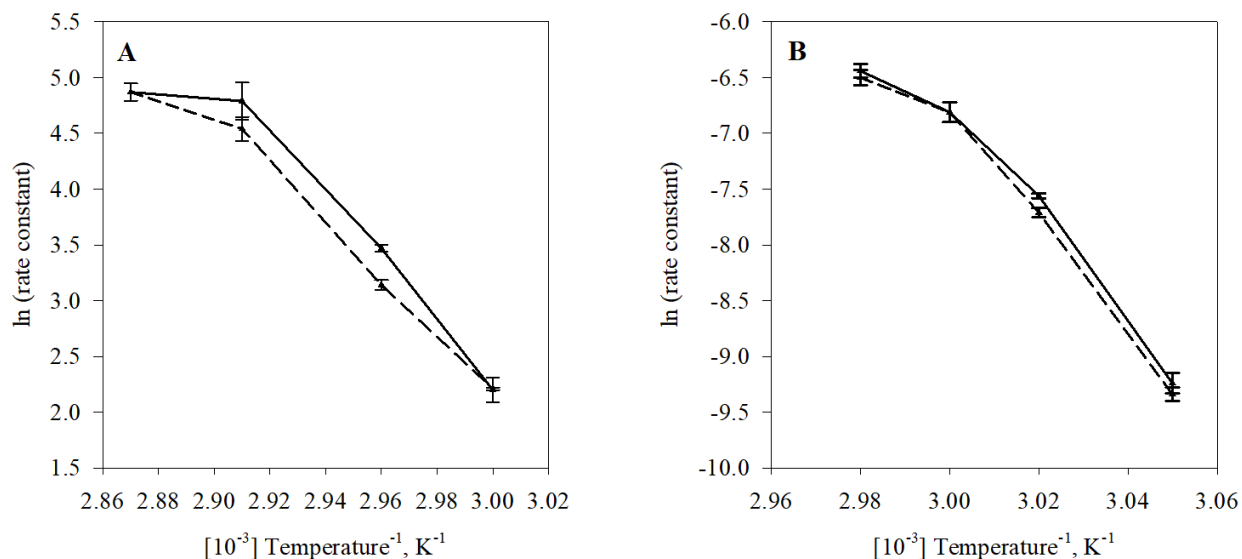 A
5.5
5.0
4.5
4.0
3.5
3.0
2.5
2.0
1.5
ln (rate constant)
2.86 2.88 2.90 2.92 2.94 2.96 2.98 3.00 3.02
[10⁻³] Temperature⁻¹, K⁻¹
B
-6.0
-6.5
-7.0
-7.5
-8.0
-8.5
-9.0
-9.5
-10.0
ln (rate constant)
2.96 2.98 3.00 3.02 3.04 3.06
[10⁻³] Temperature⁻¹, K⁻¹